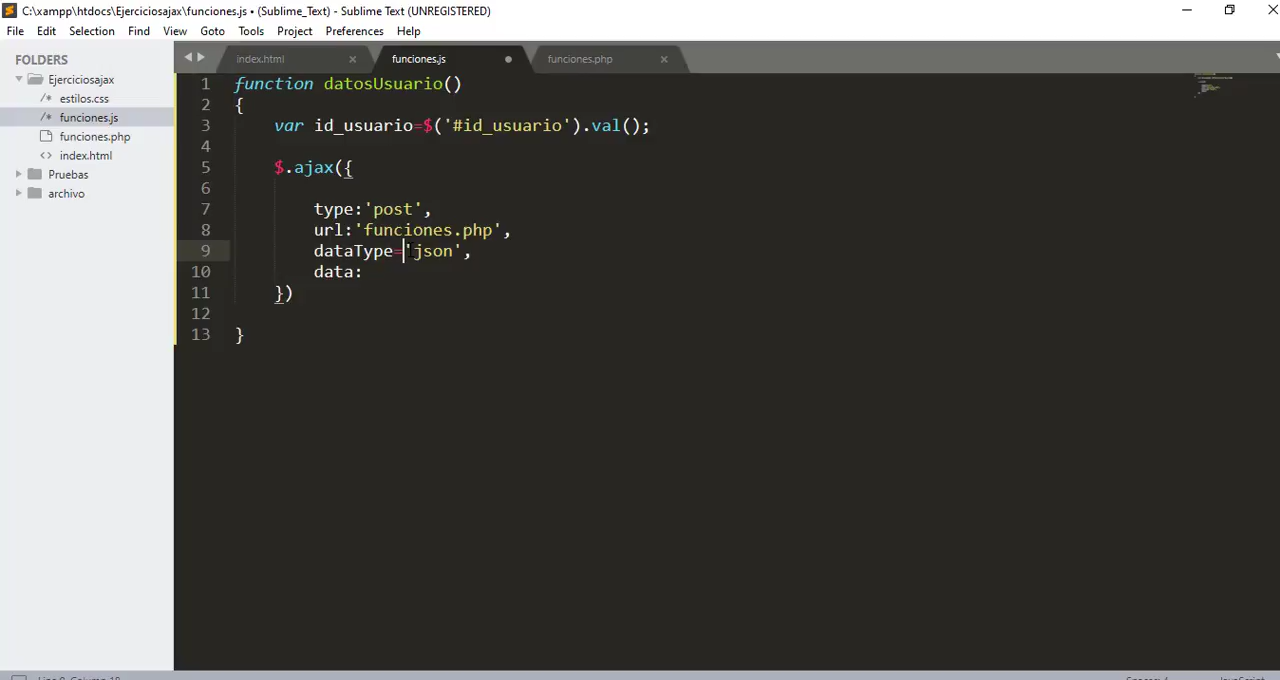 C:\xampp\htdocs\Ejerciciosajax\funciones.js • (Sublime_Text) - Sublime Text (UNREGISTERED)
File Edit Selection Find View Goto Tools Project Preferences Help
FOLDERS
Ejerciciosajax
/* estilos.css
/* funciones.js
funciones.php
<> index.html
Pruebas
archivo
index.html × funciones.js • funciones.php ×
1 function datosUsuario()
2 {
3 var id_usuario=$('#id_usuario').val();
4
5 $.ajax({
6
7 type:'post',
8 url:'funciones.php',
9 dataType='json',
10 data:
11 })
12
13 }